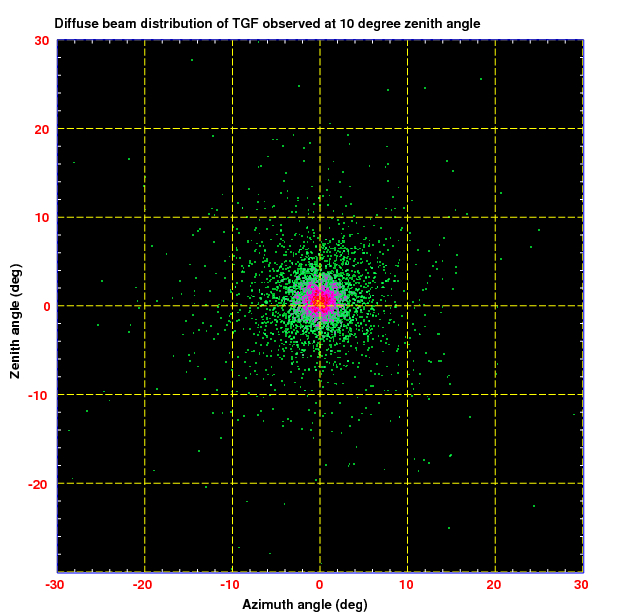 Diffuse beam distribution of TGF observed at 10 degree zenith angle
30
20
10
0
-10
-20
Zenith angle (deg)
-30 -20 -10 0 10 20 30
Azimuth angle (deg)